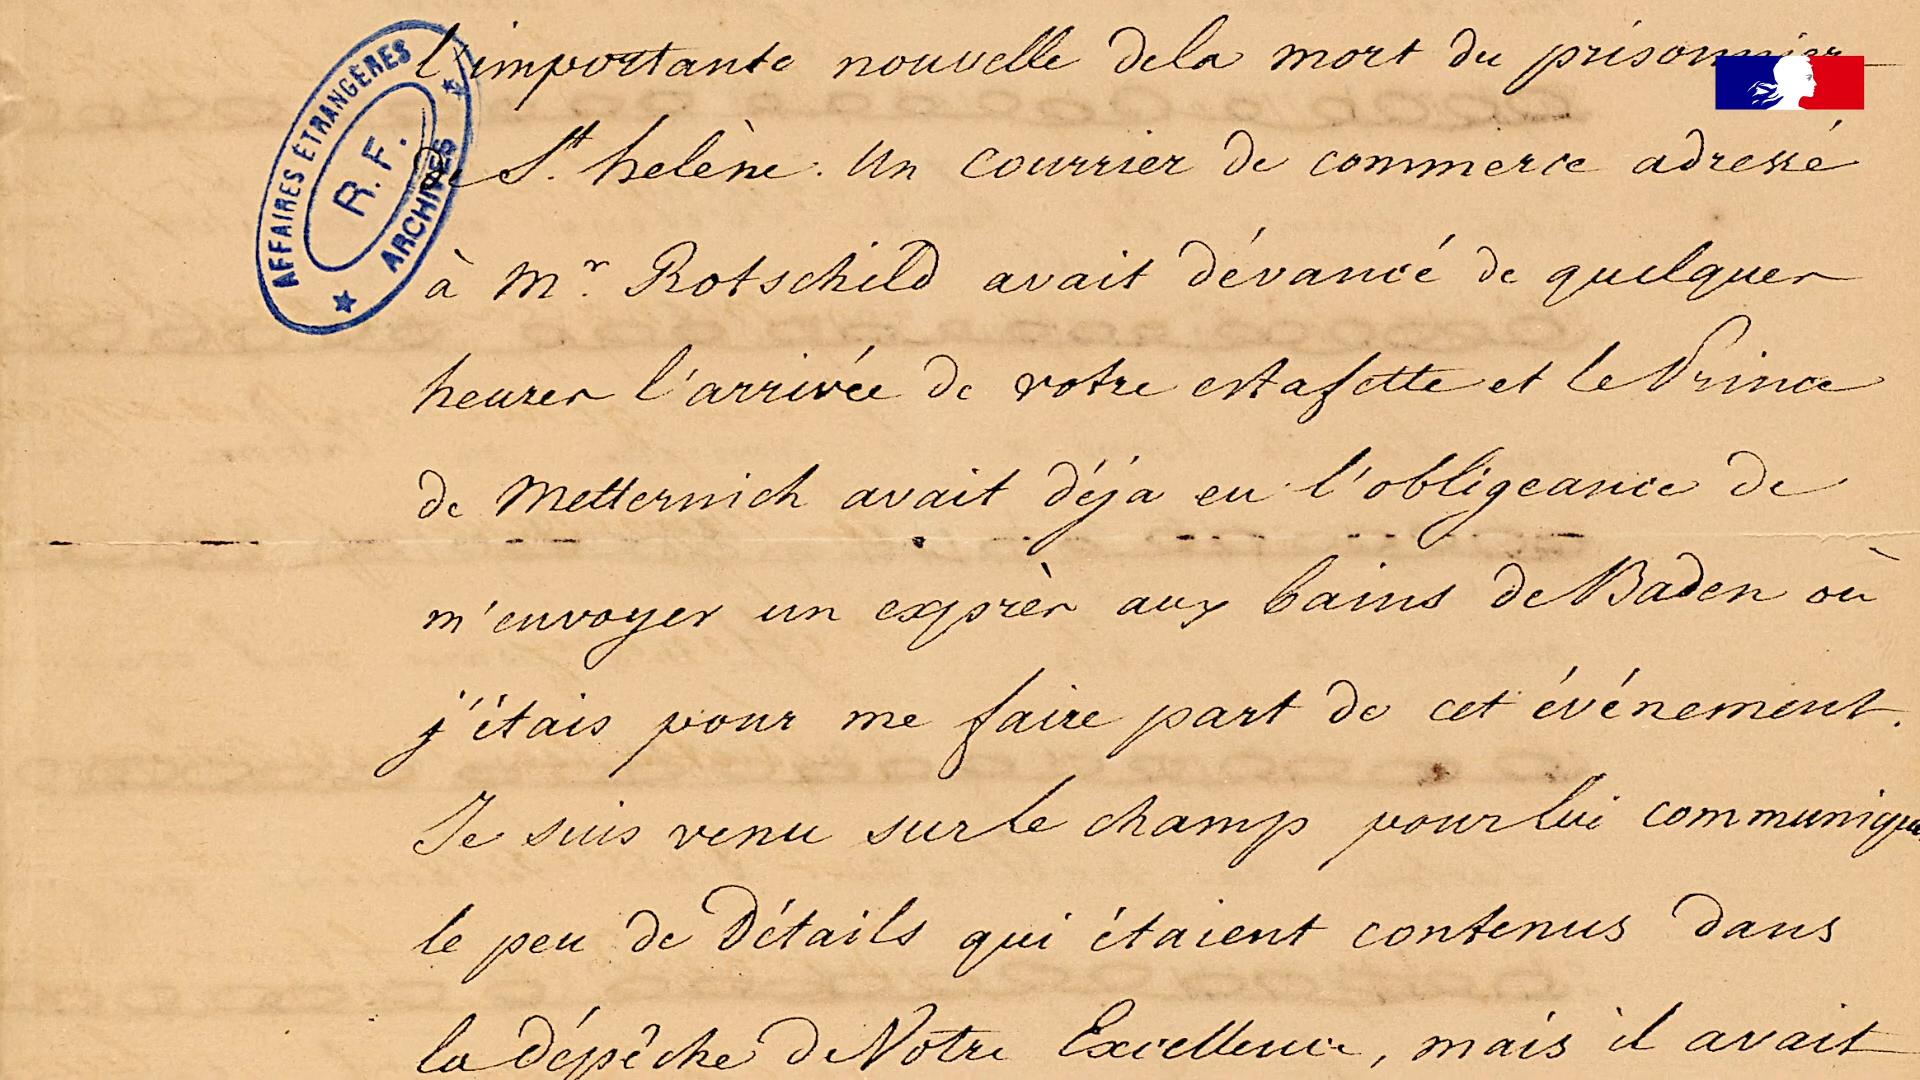 l'importante nouvelle dela mort du prisonnier
De St. helène. Un courrier de commerce adressé
à Mr. Rotschild avait dévancé de quelques
heures l'arrivée de votre estafette et le Prince
de Metternich avait déja eu l'obligeance de
m'envoyer un exprès aux bains de Baden où
j'étais pour me faire part de cet événement.
Je suis venu sur le champ pour lui communiquer
le peu de Détails qui étaient contenus dans
la dépêche de Votre Excellence, mais il avait
AFFAIRES ÉTRANGÈRES
R. F.
ARCHIVES